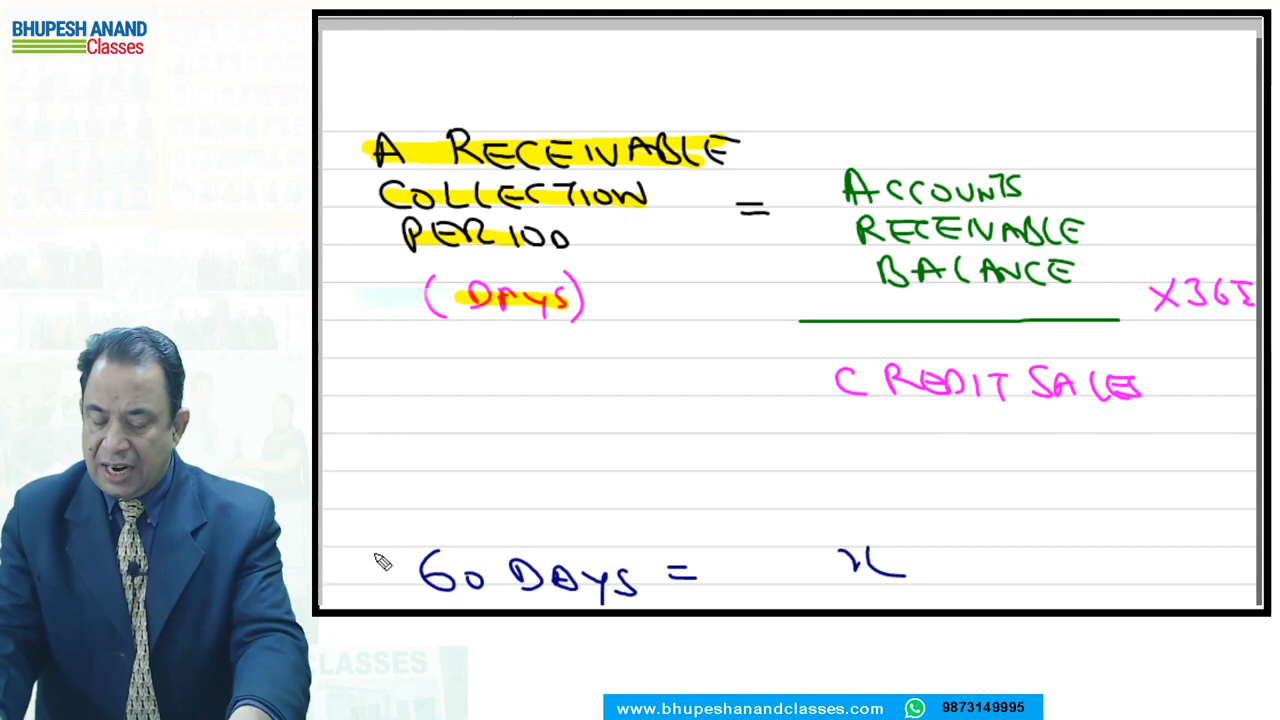 BHUPESH ANAND
Classes
A RECEIVABLE
COLLECTION
PERIOD
(DAYS)
=
ACCOUNTS
RECEIVABLE
BALANCE
X365
CREDIT SALES
60 DAYS = x
CLASSES
www.bhupeshanandclasses.com 9873149995